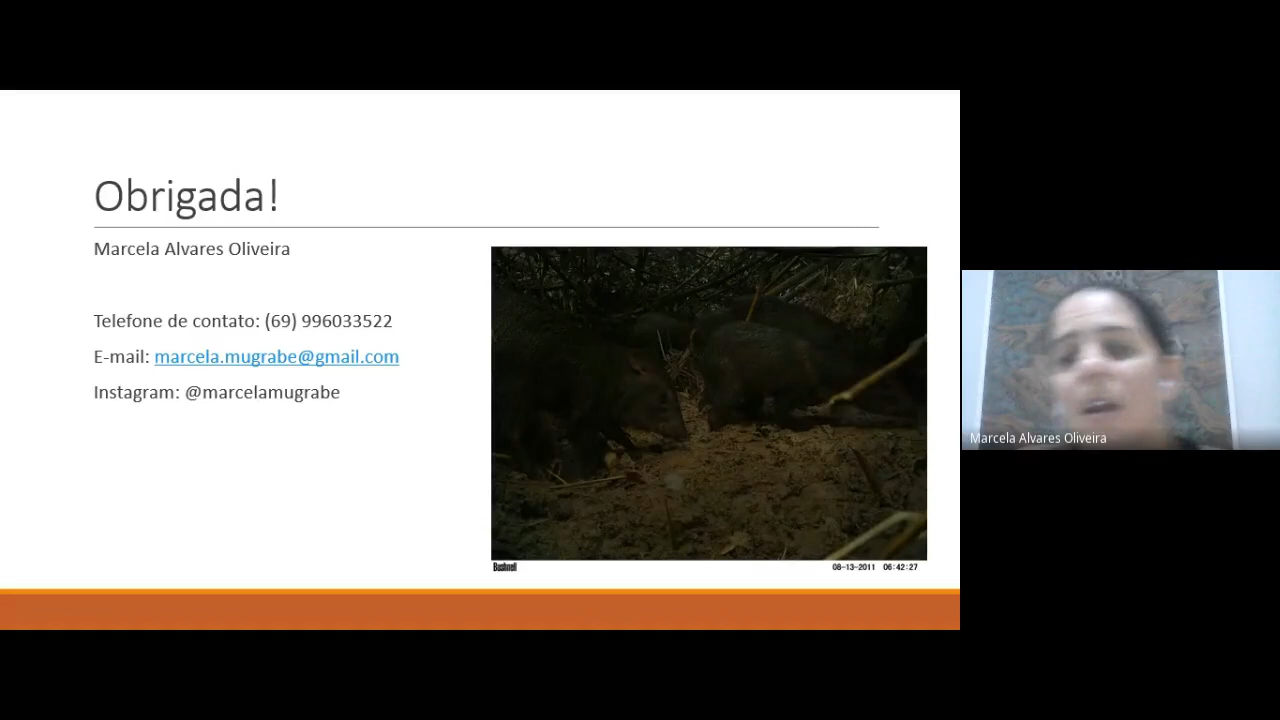 Obrigada!
Marcela Alvares Oliveira
Telefone de contato: (69) 996033522
E-mail: marcela.mugrabe@gmail.com
Instagram: @marcelamugrabe
Bushnell
08-13-2011 06:42:27
Marcela Alvares Oliveira